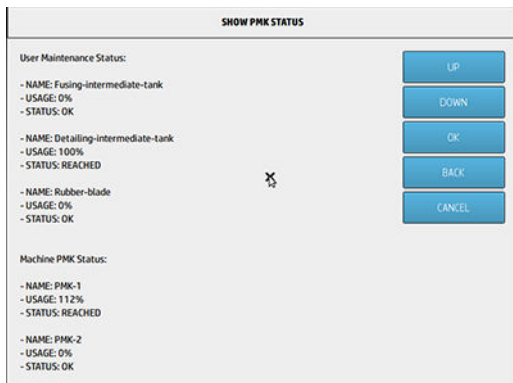 SHOW PMK STATUS
User Maintenance Status:
- NAME: Fusing-intermediate-tank
- USAGE: 0%
- STATUS: OK
- NAME: Detailing-intermediate-tank
- USAGE: 100%
- STATUS: REACHED
- NAME: Rubber-blade
- USAGE: 0%
- STATUS: OK
Machine PMK Status:
- NAME: PMK-1
- USAGE: 112%
- STATUS: REACHED
- NAME: PMK-2
- USAGE: 0%
- STATUS: OK
UP
DOWN
OK
BACK
CANCEL